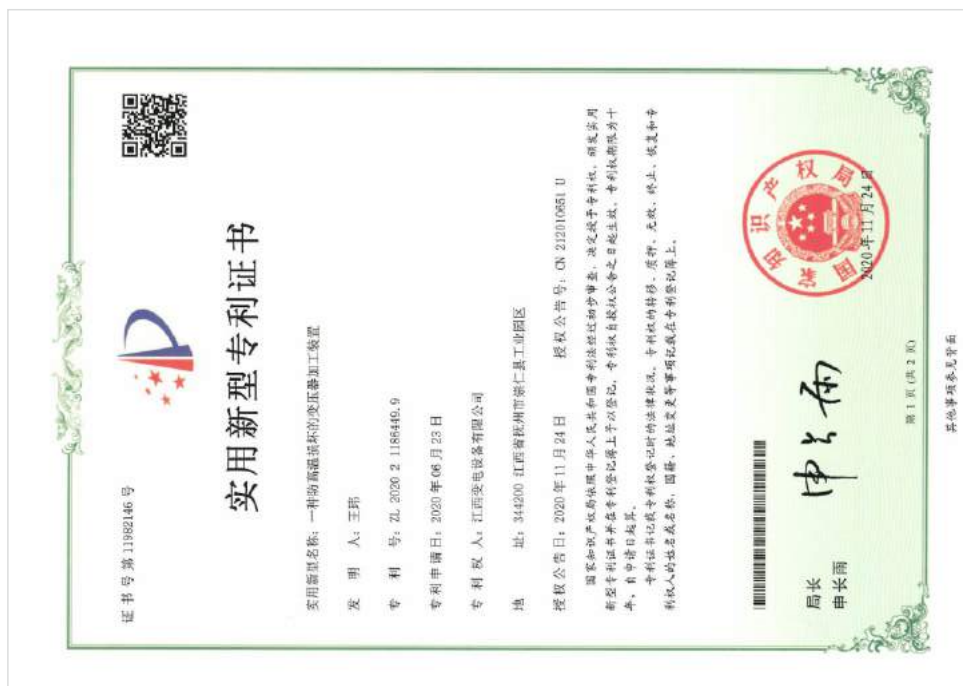 证书号第11982146号
实用新型专利证书
实用新型名称：一种防高温损坏的变压器加工装置
发 明 人：王玮
专 利 号：ZL 2020 2 1186449.9
专利申请日：2020年06月23日
专 利 权 人：江西变电设备有限公司
地 址：344200 江西省抚州市崇仁县工业园区
授权公告日：2020年11月24日 授权公告号：CN 212010651 U
国家知识产权局依照中华人民共和国专利法经过初步审查，决定授予专利权，颁发实用
新型专利证书并在专利登记簿上予以登记。专利权自授权公告之日起生效。专利权期限为十
年，自申请日起算。
专利证书记载专利权登记时的法律状况。专利权的转移、质押、无效、终止、恢复和专
利权人的姓名或名称、国籍、地址变更等事项记载在专利登记簿上。
局长
申长雨
申长雨
国家知识产权局
2020年11月24日
第 1 页 (共 2 页)
其他事项参见背面